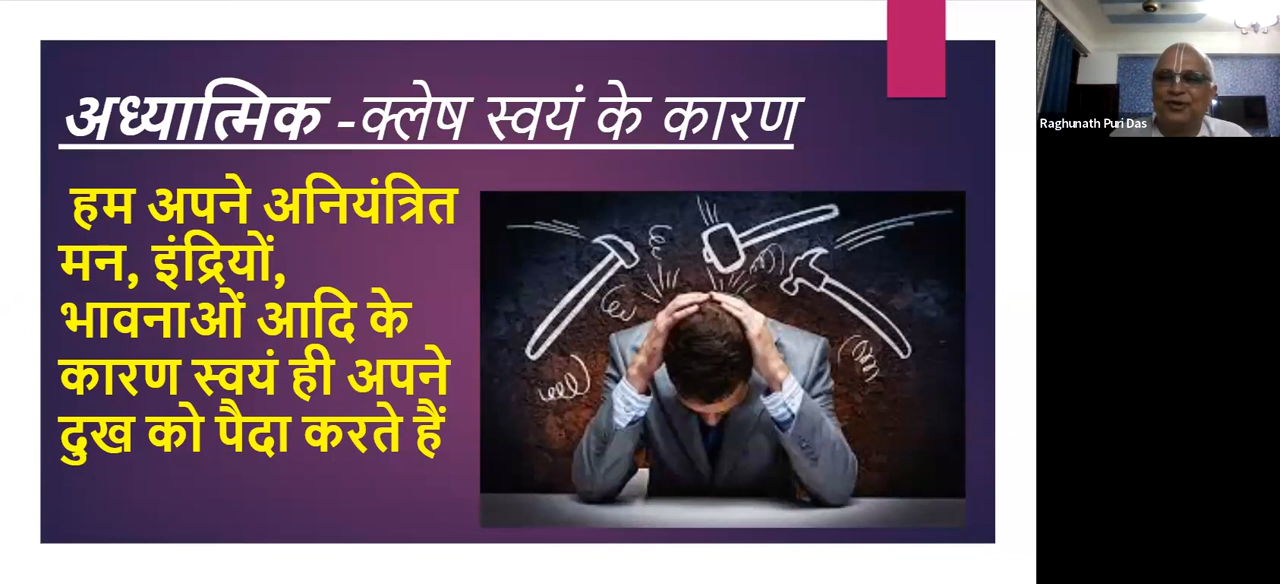 अध्यात्मिक -क्लेष स्वयं के कारण
हम अपने अनियंत्रित
मन, इंद्रियों,
भावनाओं आदि के
कारण स्वयं ही अपने
दुख को पैदा करते हैं
Raghunath Puri Das